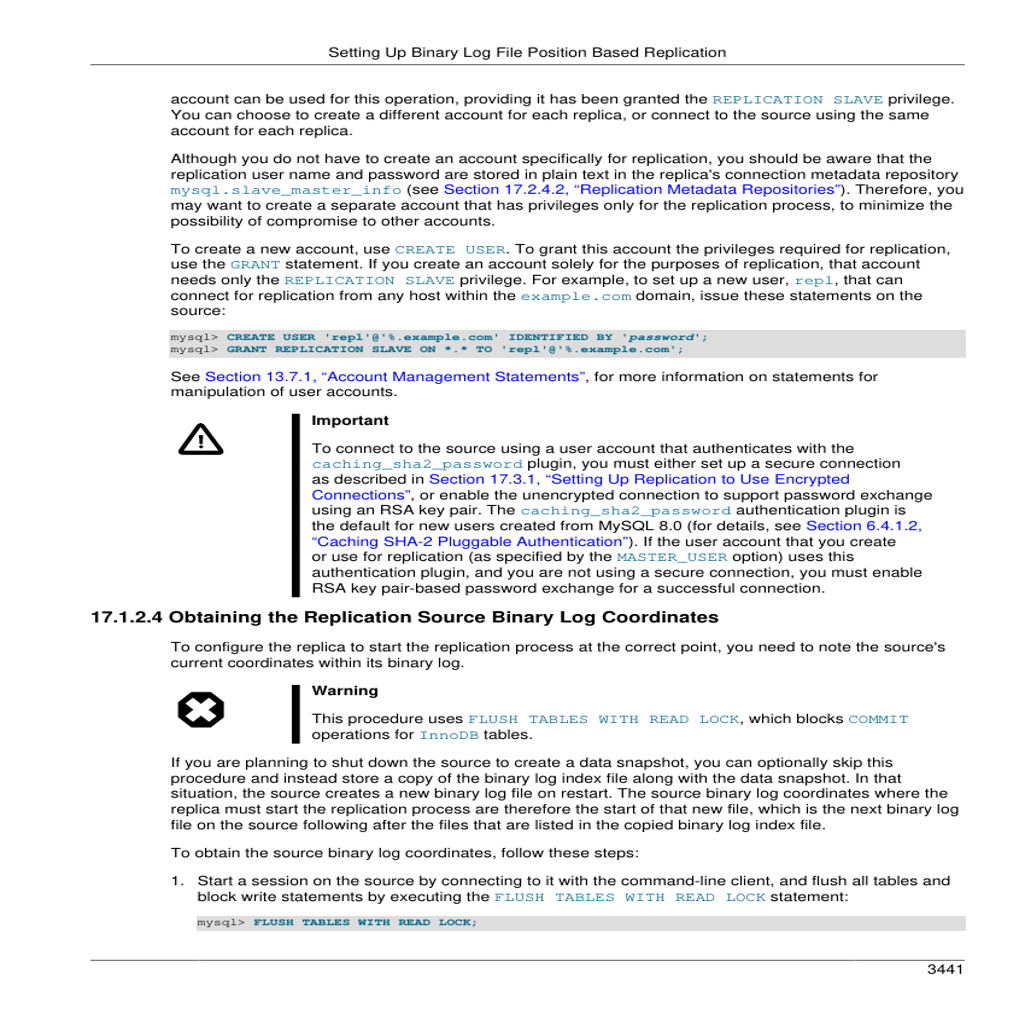 Setting Up Binary Log File Position Based Replication
account can be used for this operation, providing it has been granted the REPLICATION SLAVE privilege.
You can choose to create a different account for each replica, or connect to the source using the same
account for each replica.
Although you do not have to create an account specifically for replication, you should be aware that the
replication user name and password are stored in plain text in the replica's connection metadata repository
mysql.slave_master_info (see Section 17.2.4.2, “Replication Metadata Repositories”). Therefore, you
may want to create a separate account that has privileges only for the replication process, to minimize the
possibility of compromise to other accounts.
To create a new account, use CREATE USER. To grant this account the privileges required for replication,
use the GRANT statement. If you create an account solely for the purposes of replication, that account
needs only the REPLICATION SLAVE privilege. For example, to set up a new user, repl, that can
connect for replication from any host within the example.com domain, issue these statements on the
source:
mysql> CREATE USER 'repl'@'%.example.com' IDENTIFIED BY 'password';
mysql> GRANT REPLICATION SLAVE ON *.* TO 'repl'@'%.example.com';
See Section 13.7.1, “Account Management Statements”, for more information on statements for
manipulation of user accounts.
Important
To connect to the source using a user account that authenticates with the
caching_sha2_password plugin, you must either set up a secure connection
as described in Section 17.3.1, “Setting Up Replication to Use Encrypted
Connections”, or enable the unencrypted connection to support password exchange
using an RSA key pair. The caching_sha2_password authentication plugin is
the default for new users created from MySQL 8.0 (for details, see Section 6.4.1.2,
“Caching SHA-2 Pluggable Authentication”). If the user account that you create
or use for replication (as specified by the MASTER_USER option) uses this
authentication plugin, and you are not using a secure connection, you must enable
RSA key pair-based password exchange for a successful connection.
17.1.2.4 Obtaining the Replication Source Binary Log Coordinates
To configure the replica to start the replication process at the correct point, you need to note the source's
current coordinates within its binary log.
Warning
This procedure uses FLUSH TABLES WITH READ LOCK, which blocks COMMIT
operations for InnoDB tables.
If you are planning to shut down the source to create a data snapshot, you can optionally skip this
procedure and instead store a copy of the binary log index file along with the data snapshot. In that
situation, the source creates a new binary log file on restart. The source binary log coordinates where the
replica must start the replication process are therefore the start of that new file, which is the next binary log
file on the source following after the files that are listed in the copied binary log index file.
To obtain the source binary log coordinates, follow these steps:
1. Start a session on the source by connecting to it with the command-line client, and flush all tables and
block write statements by executing the FLUSH TABLES WITH READ LOCK statement:
mysql> FLUSH TABLES WITH READ LOCK;
3441